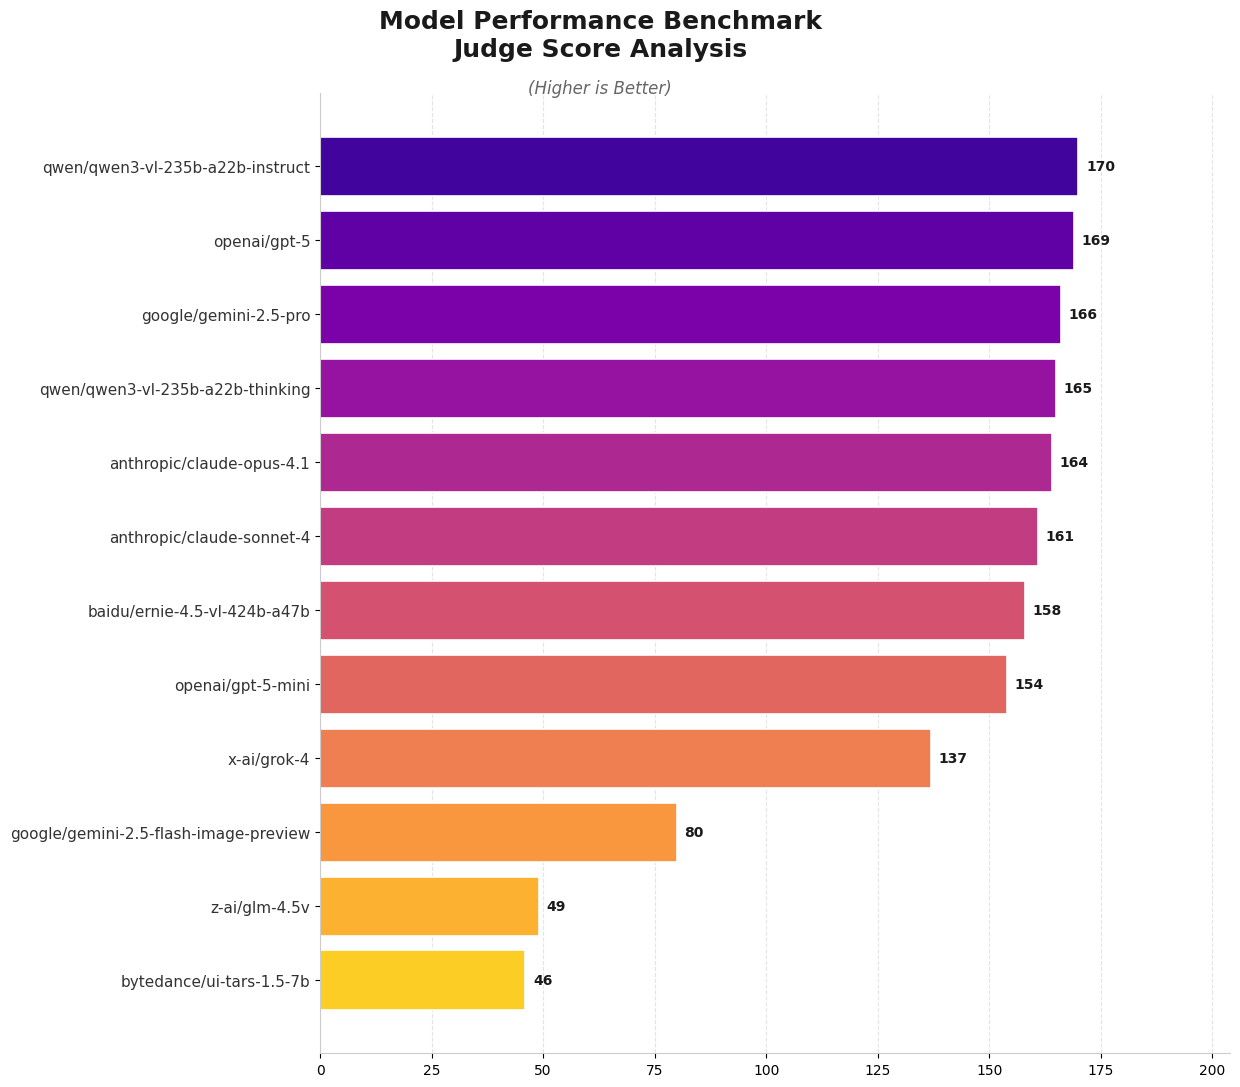 Model Performance Benchmark
Judge Score Analysis
(Higher is Better)
qwen/qwen3-vl-235b-a22b-instruct 170
openai/gpt-5 169
google/gemini-2.5-pro 166
qwen/qwen3-vl-235b-a22b-thinking 165
anthropic/claude-opus-4.1 164
anthropic/claude-sonnet-4 161
baidu/ernie-4.5-vl-424b-a47b 158
openai/gpt-5-mini 154
x-ai/grok-4 137
google/gemini-2.5-flash-image-preview 80
z-ai/glm-4.5v 49
bytedance/ui-tars-1.5-7b 46
0 25 50 75 100 125 150 175 200